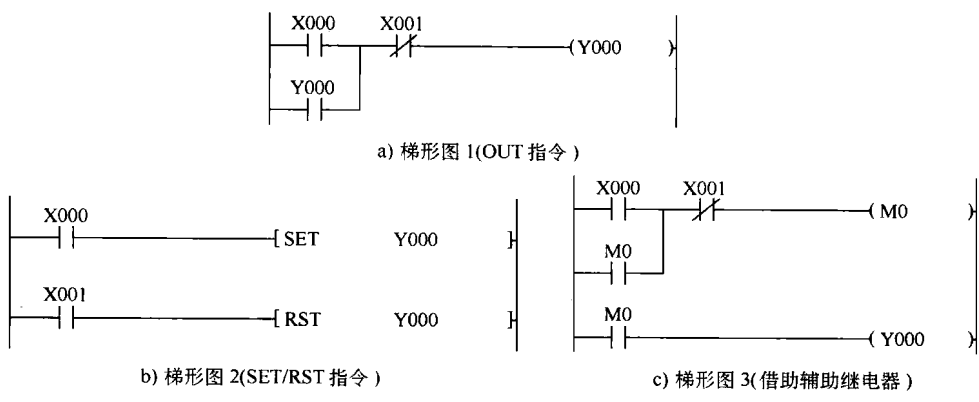 X000 X001
Y000
Y000
a) 梯形图 1(OUT 指令)
X000
SET Y000
X001
RST Y000
b) 梯形图 2(SET/RST 指令)
X000 X001
M0
M0
M0
Y000
c) 梯形图 3(借助辅助继电器)